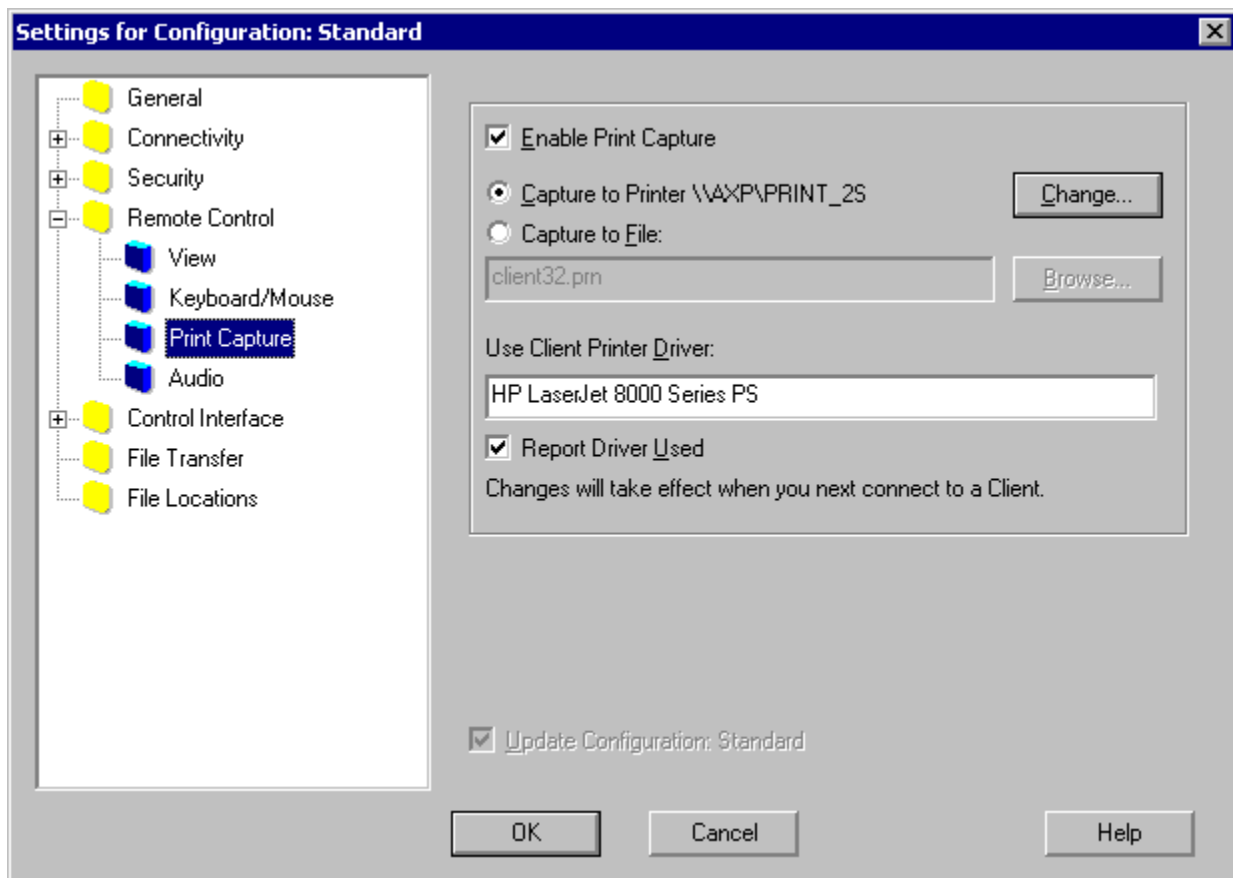 Settings for Configuration: Standard
General
Connectivity
Security
Remote Control
View
Keyboard/Mouse
Print Capture
Audio
Control Interface
File Transfer
File Locations
Enable Print Capture
Capture to Printer \\AXP\PRINT_2S
Change...
Capture to File:
client32.prn
Browse...
Use Client Printer Driver:
HP LaserJet 8000 Series PS
Report Driver Used
Changes will take effect when you next connect to a Client.
Update Configuration: Standard
OK
Cancel
Help